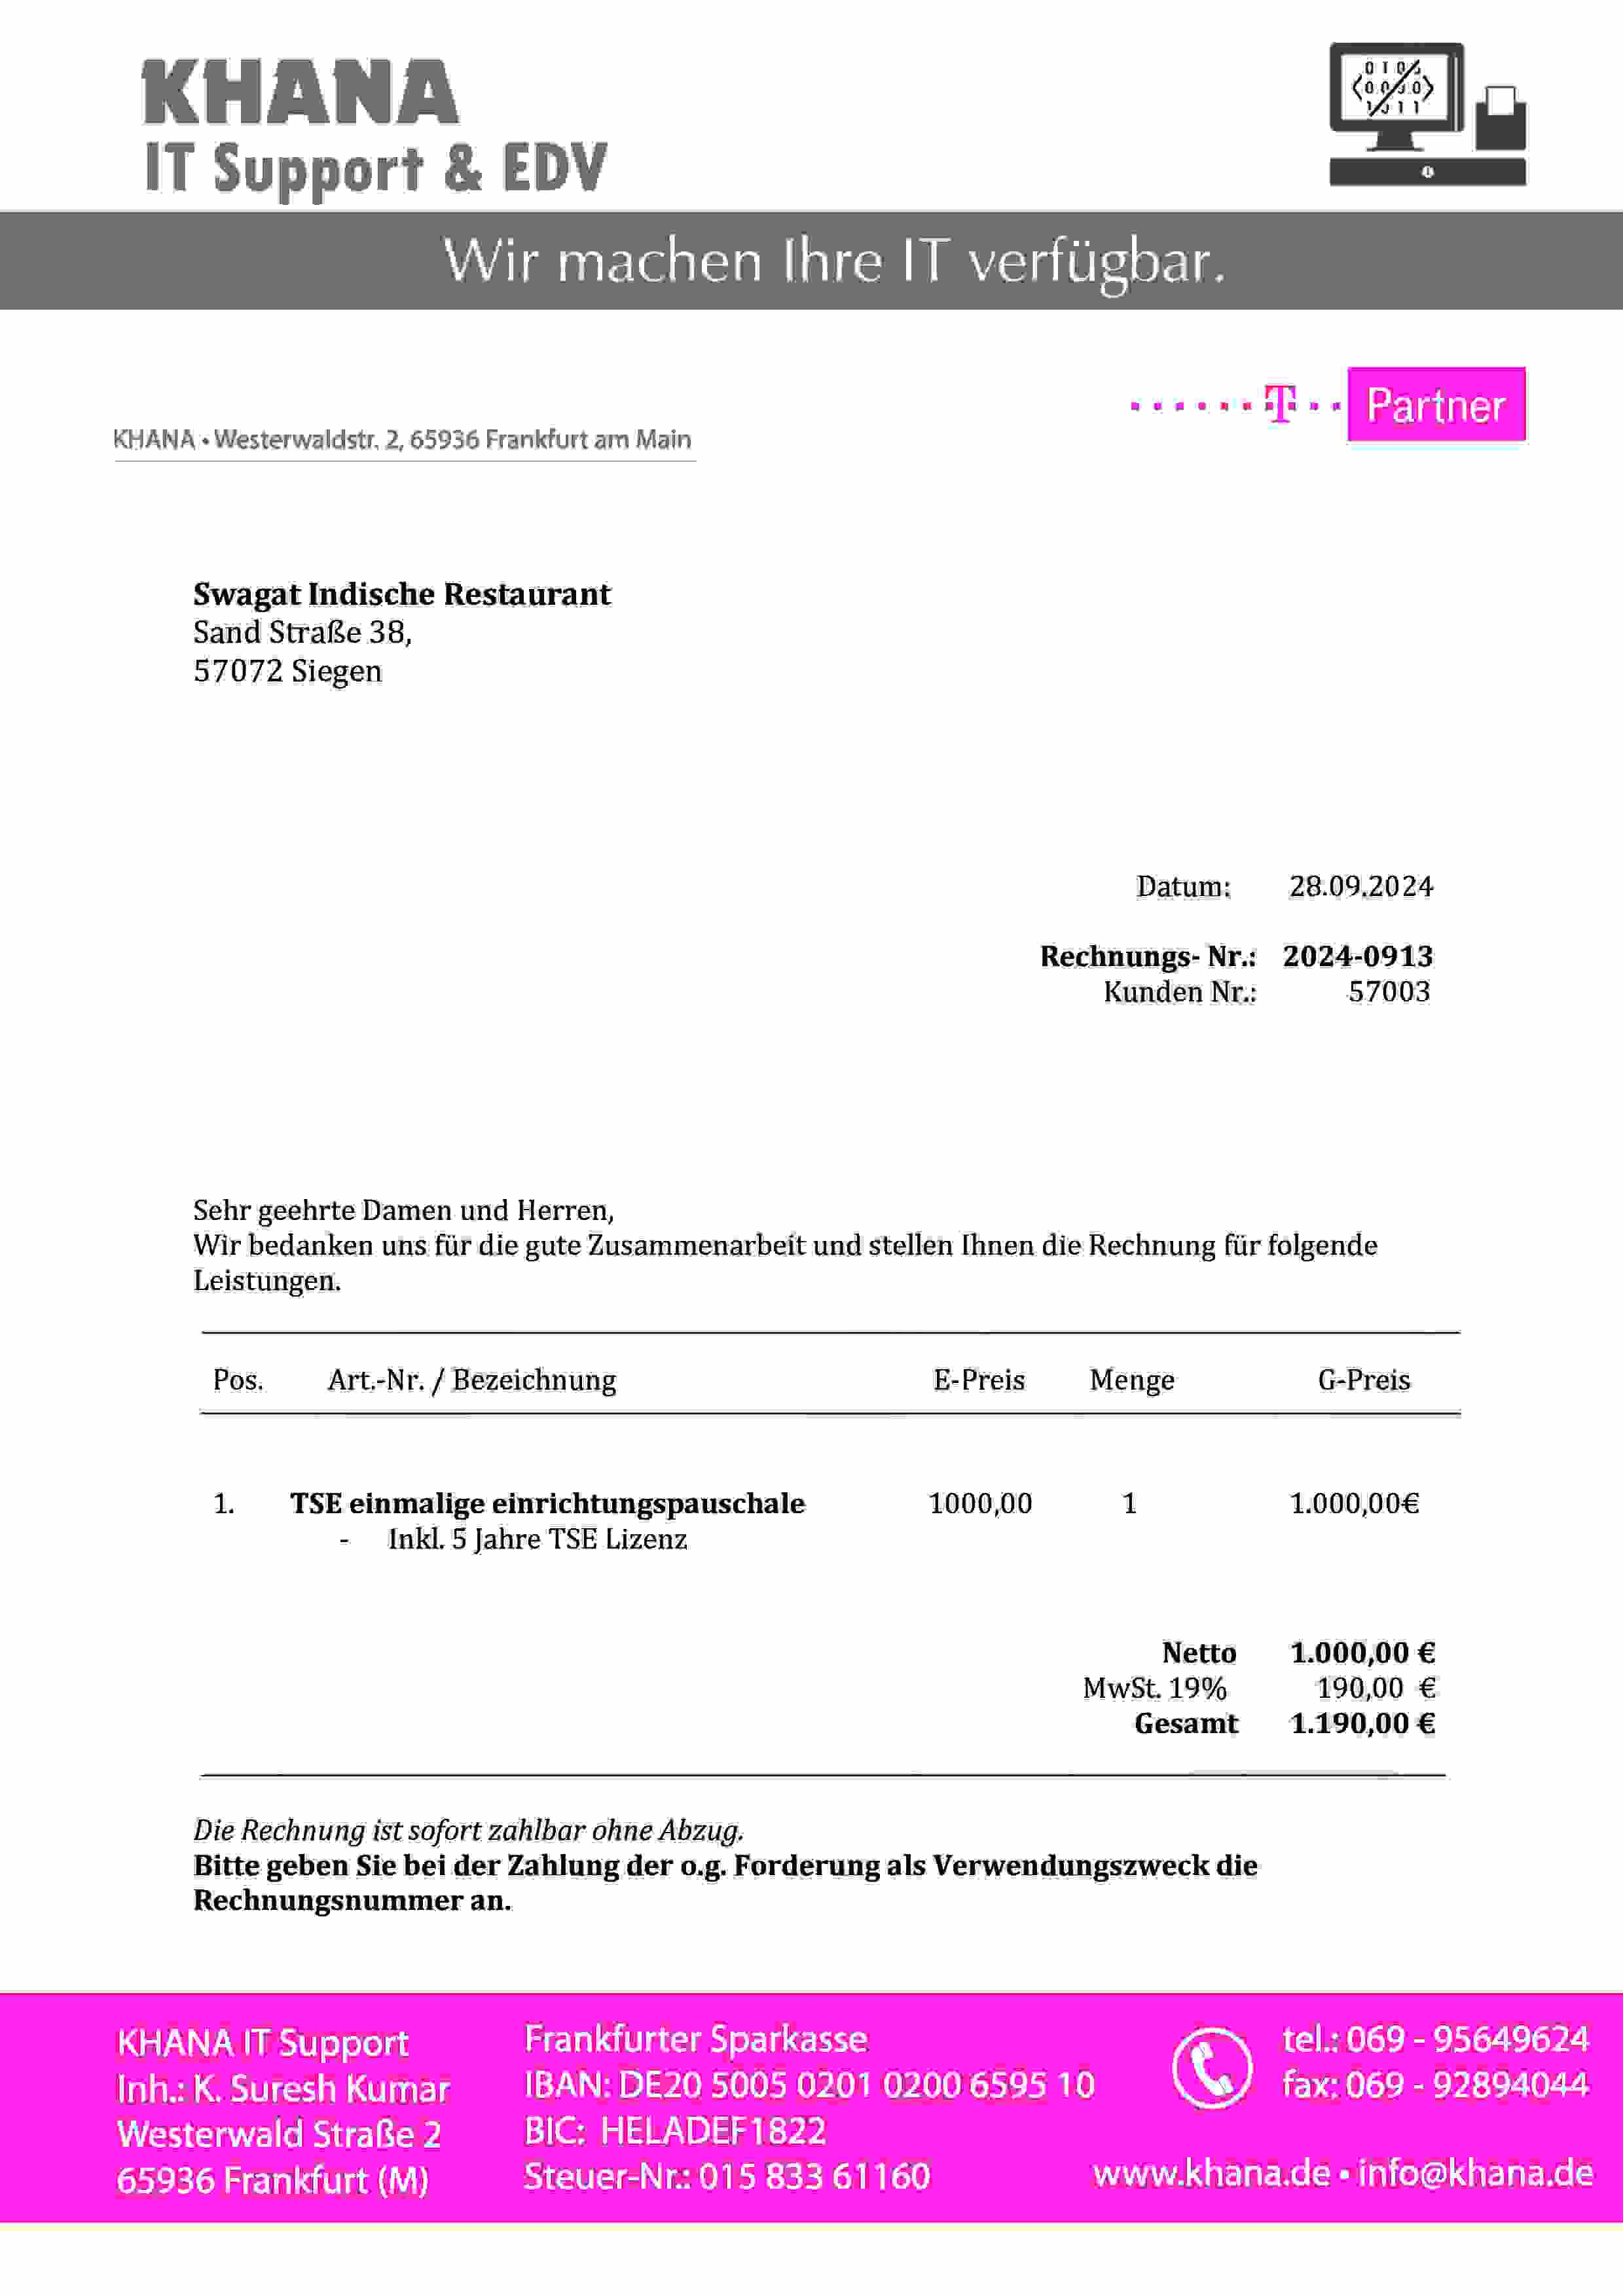 KHANA
IT Support & EDV
Wir machen Ihre IT verfügbar.
T Partner
KHANA • Westerwaldstr. 2, 65936 Frankfurt am Main
Swagat Indische Restaurant
Sand Straße 38,
57072 Siegen
Datum: 28.09.2024
Rechnungs- Nr.: 2024-0913
Kunden Nr.: 57003
Sehr geehrte Damen und Herren,
Wir bedanken uns für die gute Zusammenarbeit und stellen Ihnen die Rechnung für folgende
Leistungen.
Pos. Art.-Nr. / Bezeichnung E-Preis Menge G-Preis
1. TSE einmalige einrichtungspauschale 1000,00 1 1.000,00€
- Inkl. 5 Jahre TSE Lizenz
Netto 1.000,00 €
MwSt. 19% 190,00 €
Gesamt 1.190,00 €
Die Rechnung ist sofort zahlbar ohne Abzug.
Bitte geben Sie bei der Zahlung der o.g. Forderung als Verwendungszweck die
Rechnungsnummer an.
KHANA IT Support
Inh.: K. Suresh Kumar
Westerwald Straße 2
65936 Frankfurt (M)
Frankfurter Sparkasse
IBAN: DE20 5005 0201 0200 6595 10
BIC: HELADEF1822
Steuer-Nr.: 015 833 61160
tel.: 069 - 95649624
fax: 069 - 92894044
www.khana.de • info@khana.de